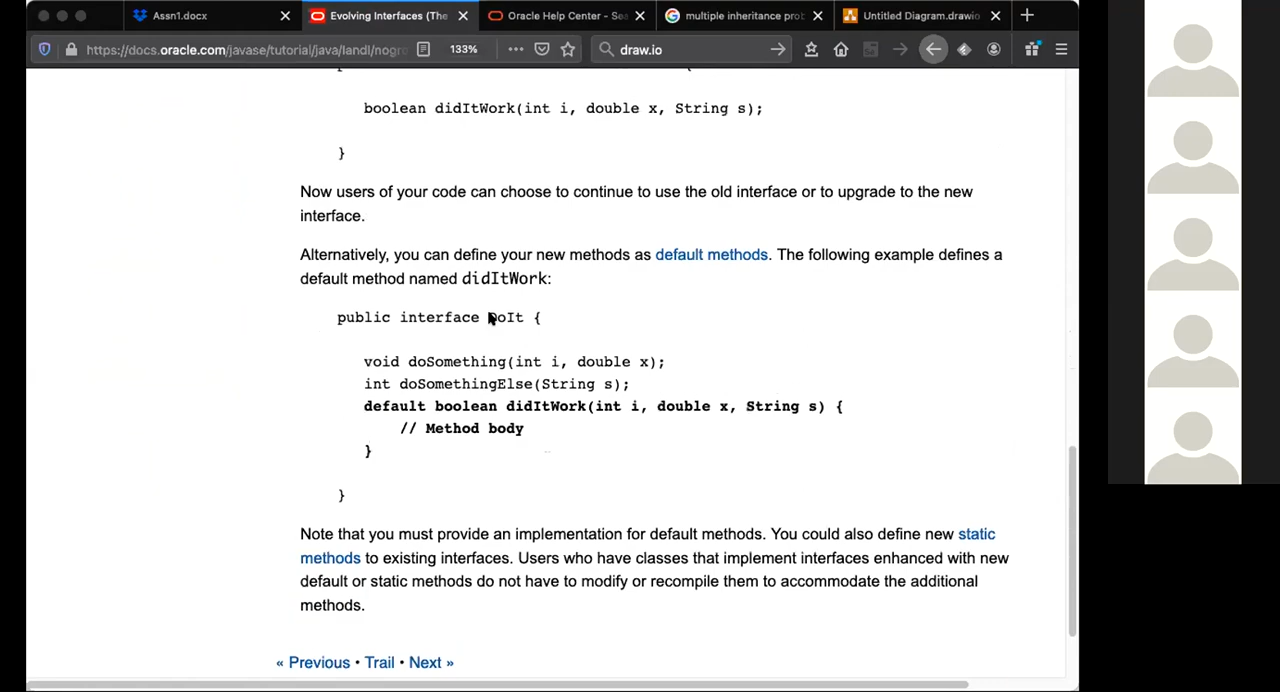 Assn1.docx
Evolving Interfaces (The
Oracle Help Center - Sea
multiple inheritance prob
Untitled Diagram.drawio
https://docs.oracle.com/javase/tutorial/java/IandI/nogro
133%
draw.io
boolean didItWork(int i, double x, String s);
}
Now users of your code can choose to continue to use the old interface or to upgrade to the new
interface.
Alternatively, you can define your new methods as default methods. The following example defines a
default method named didItWork:
public interface DoIt {
void doSomething(int i, double x);
int doSomethingElse(String s);
default boolean didItWork(int i, double x, String s) {
// Method body
}
}
Note that you must provide an implementation for default methods. You could also define new static
methods to existing interfaces. Users who have classes that implement interfaces enhanced with new
default or static methods do not have to modify or recompile them to accommodate the additional
methods.
« Previous • Trail • Next »